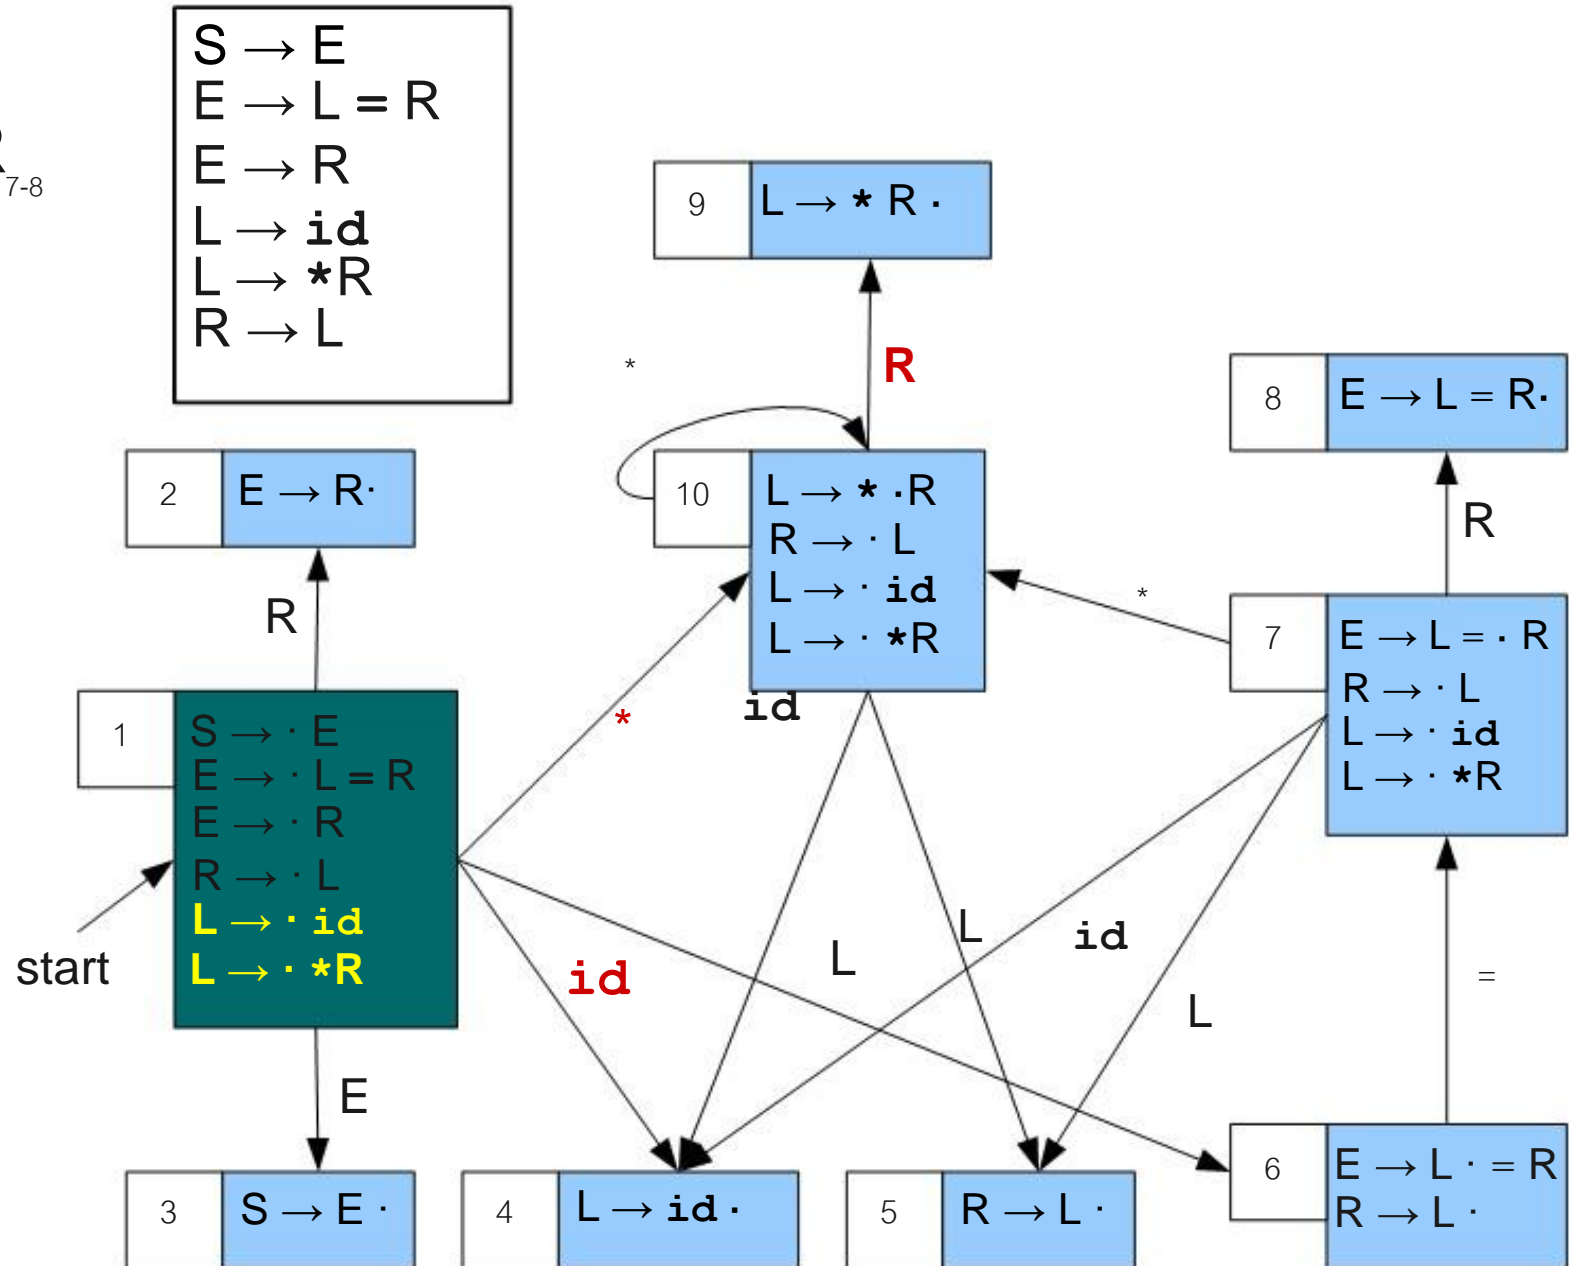 S → E
E → L = R
R7-8
E → R
L → id
L → *R
R → L
9
L → * R ·
*
R
8
E → L = R·
2
E → R·
10
L → * ·R
R → · L
L → · id
L → · *R
R
R
*
7
E → L = · R
R → · L
L → · id
L → · *R
1
S → · E
E → · L = R
E → · R
R → · L
L → · id
L → · *R
*
id
start
id
L
L
id
L
=
E
3
S → E ·
4
L → id ·
5
R → L ·
6
E → L · = R
R → L ·